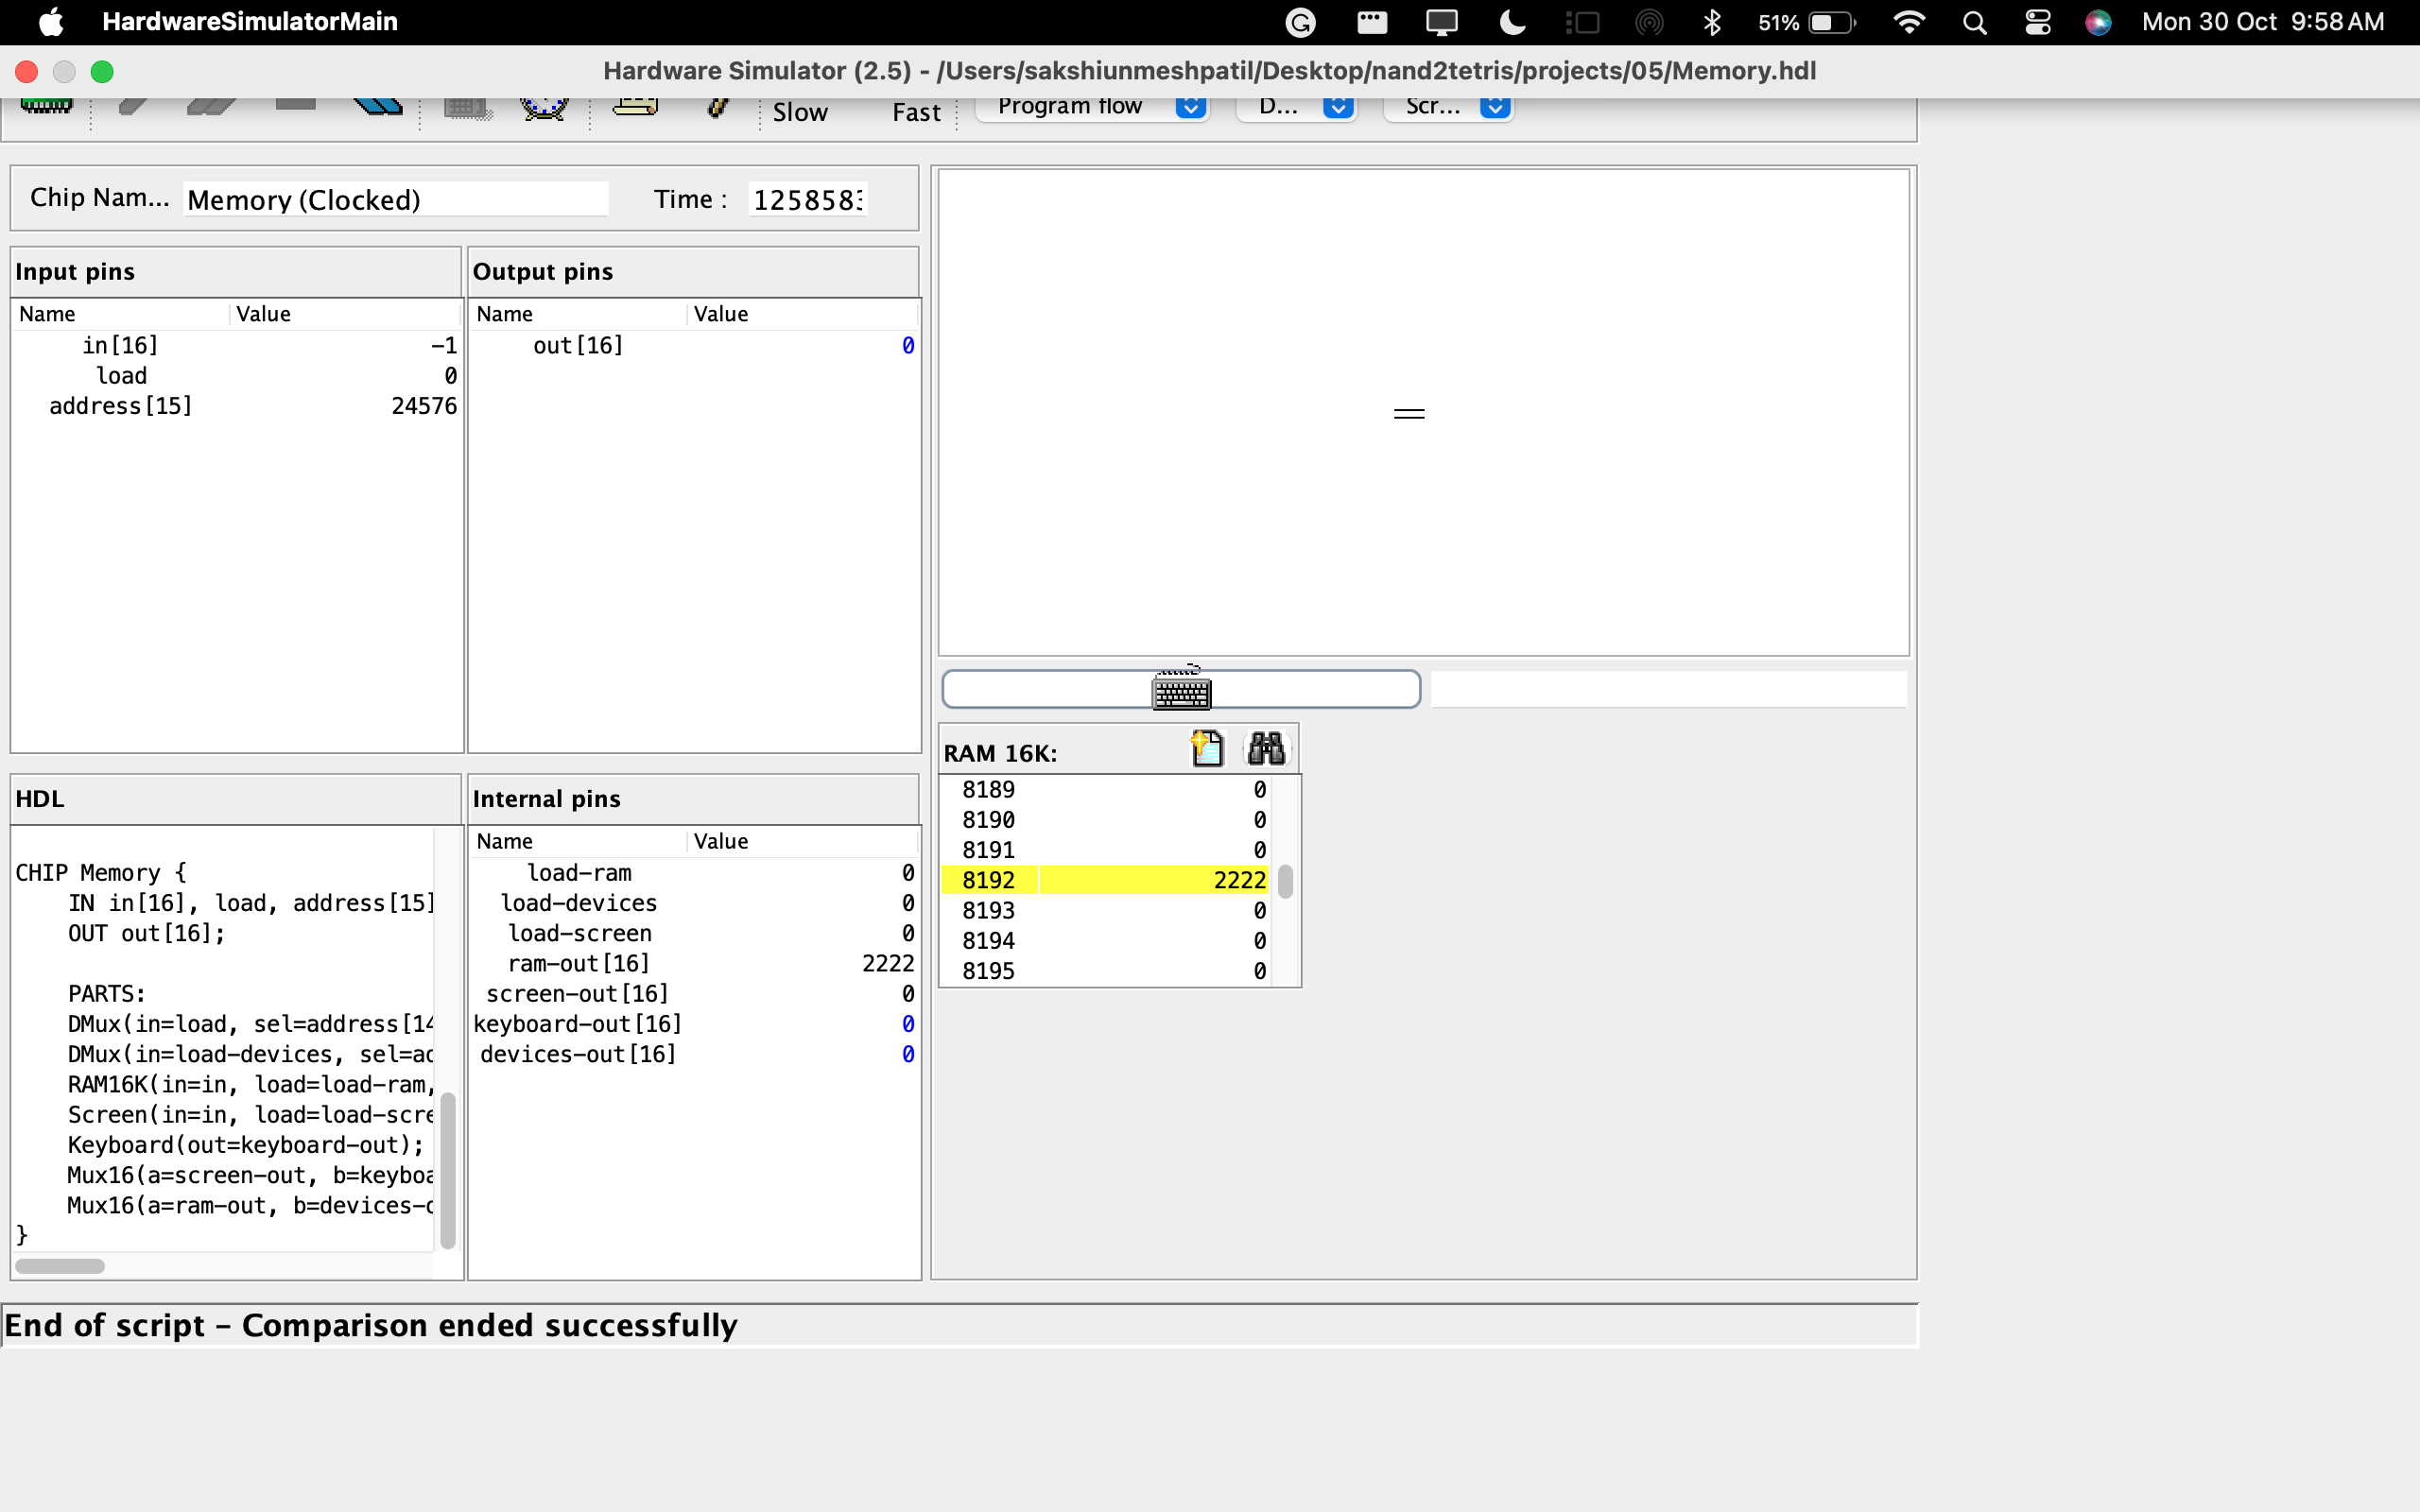 HardwareSimulatorMain
51%
Mon 30 Oct 9:58 AM
Hardware Simulator (2.5) - /Users/sakshiunmeshpatil/Desktop/nand2tetris/projects/05/Memory.hdl
Slow
Fast
Program flow
D...
Scr...
Chip Nam...
Memory (Clocked)
Time :
125858
Input pins
Name
Value
in[16]
-1
load
0
address[15]
24576
Output pins
Name
Value
out[16]
0
RAM 16K:
8189
0
8190
0
8191
0
8192
2222
8193
0
8194
0
8195
0
HDL
CHIP Memory {
IN in[16], load, address[15]
OUT out[16];
PARTS:
DMux(in=load, sel=address[14
DMux(in=load-devices, sel=ad
RAM16K(in=in, load=load-ram,
Screen(in=in, load=load-scre
Keyboard(out=keyboard-out);
Mux16(a=screen-out, b=keyboa
Mux16(a=ram-out, b=devices-o
}
Internal pins
Name
Value
load-ram
0
load-devices
0
load-screen
0
ram-out[16]
2222
screen-out[16]
0
keyboard-out[16]
0
devices-out[16]
0
End of script - Comparison ended successfully